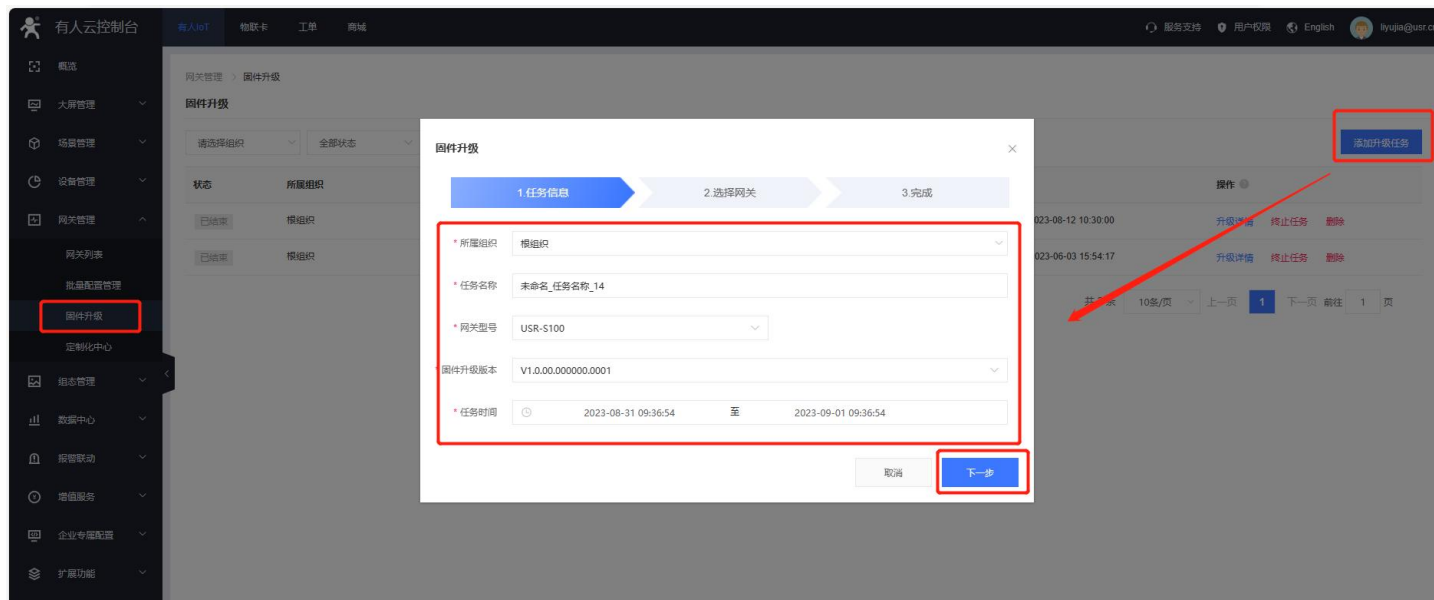 有人云控制台
有人IoT 物联卡 工单 商城
服务支持 用户权限 English liyujia@usr.c
概览
大屏管理
场景管理
设备管理
网关管理
网关列表
批量配置管理
固件升级
定制化中心
组态管理
数据中心
报警联动
增值服务
企业专属配置
扩展功能
网关管理 固件升级
固件升级
请选择组织 全部状态
添加升级任务
状态 所属组织 操作
已结束 根组织 023-08-12 10:30:00 升级详情 终止任务 删除
已结束 根组织 023-06-03 15:54:17 升级详情 终止任务 删除
10条/页 上一页 1 下一页 前往 1 页
固件升级
1.任务信息 2.选择网关 3.完成
* 所属组织 根组织
* 任务名称 未命名_任务名称_14
* 网关型号 USR-S100
* 固件升级版本 V1.0.00.000000.0001
* 任务时间 2023-08-31 09:36:54 至 2023-09-01 09:36:54
取消 下一步